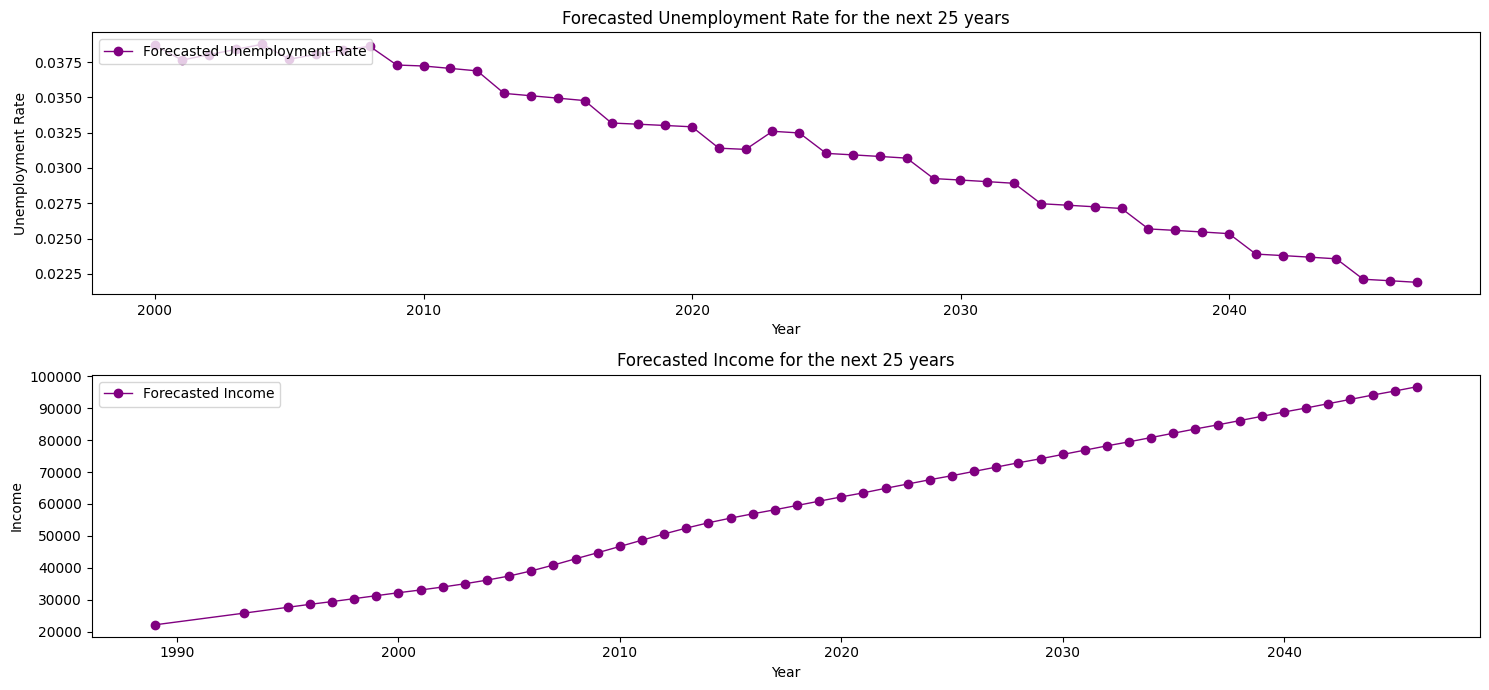 Forecasted Unemployment Rate for the next 25 years
Forecasted Unemployment Rate
Unemployment Rate
0.0375
0.0350
0.0325
0.0300
0.0275
0.0250
0.0225
2000 2010 2020 2030 2040
Year
Forecasted Income for the next 25 years
Forecasted Income
Income
100000
90000
80000
70000
60000
50000
40000
30000
20000
1990 2000 2010 2020 2030 2040
Year